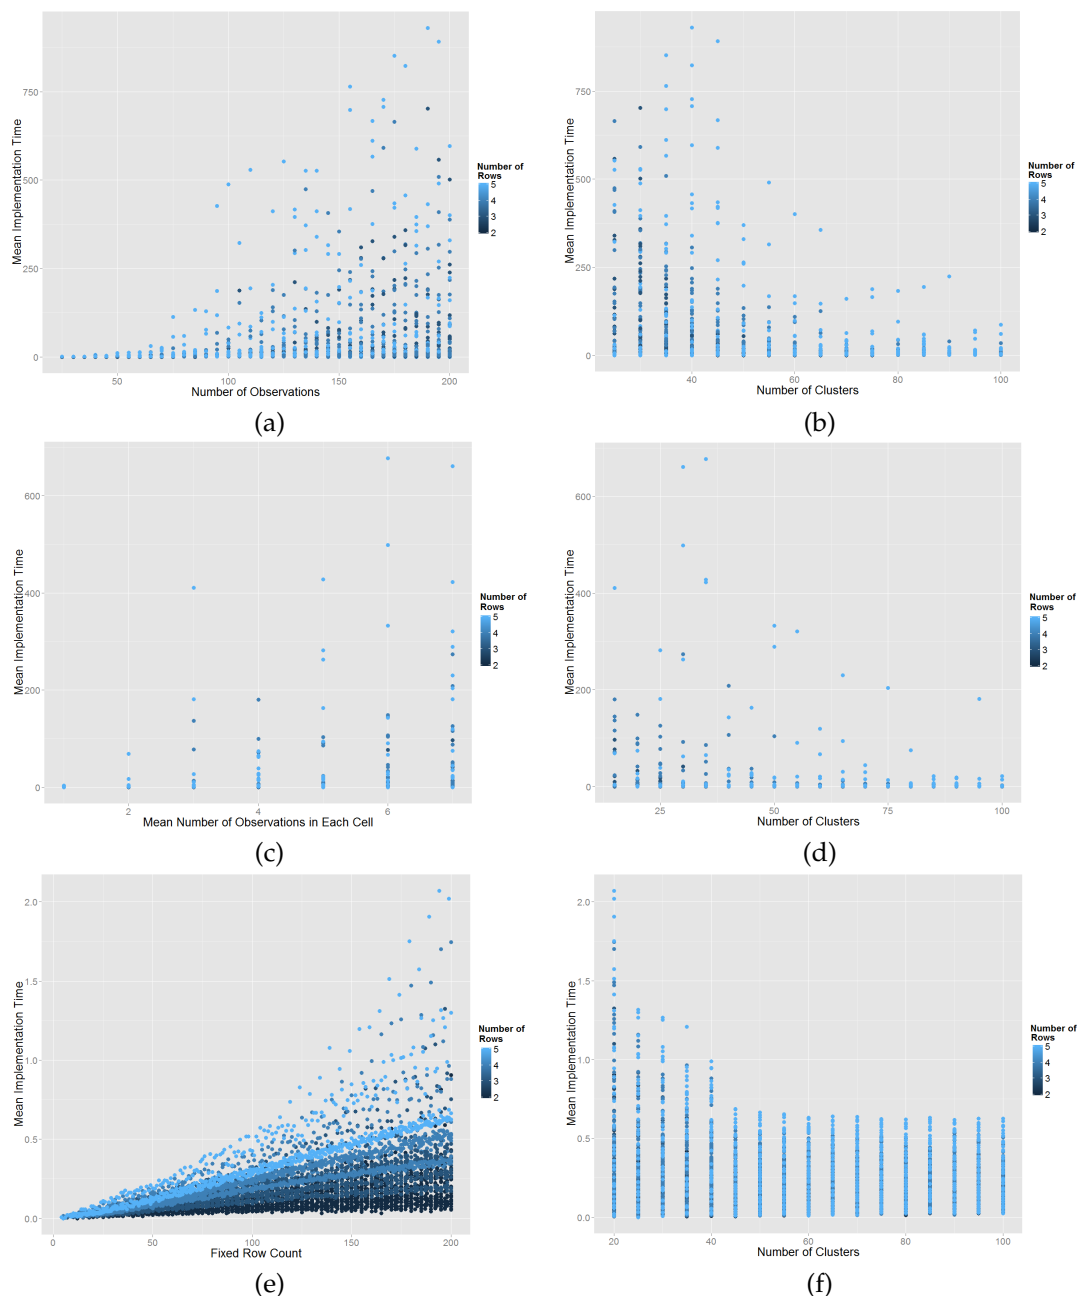 750
500
250
0
50
100
150
200
Mean Implementation Time
Number of Observations
Number of
Rows
5
4
3
2
(a)
750
500
250
0
40
60
80
100
Mean Implementation Time
Number of Clusters
Number of
Rows
5
4
3
2
(b)
600
400
200
0
2
4
6
Mean Implementation Time
Mean Number of Observations in Each Cell
Number of
Rows
5
4
3
2
(c)
600
400
200
0
25
50
75
100
Mean Implementation Time
Number of Clusters
Number of
Rows
5
4
3
2
(d)
2.0
1.5
1.0
0.5
0.0
0
50
100
150
200
Mean Implementation Time
Fixed Row Count
Number of
Rows
5
4
3
2
(e)
2.0
1.5
1.0
0.5
0.0
20
40
60
80
100
Mean Implementation Time
Number of Clusters
Number of
Rows
5
4
3
2
(f)